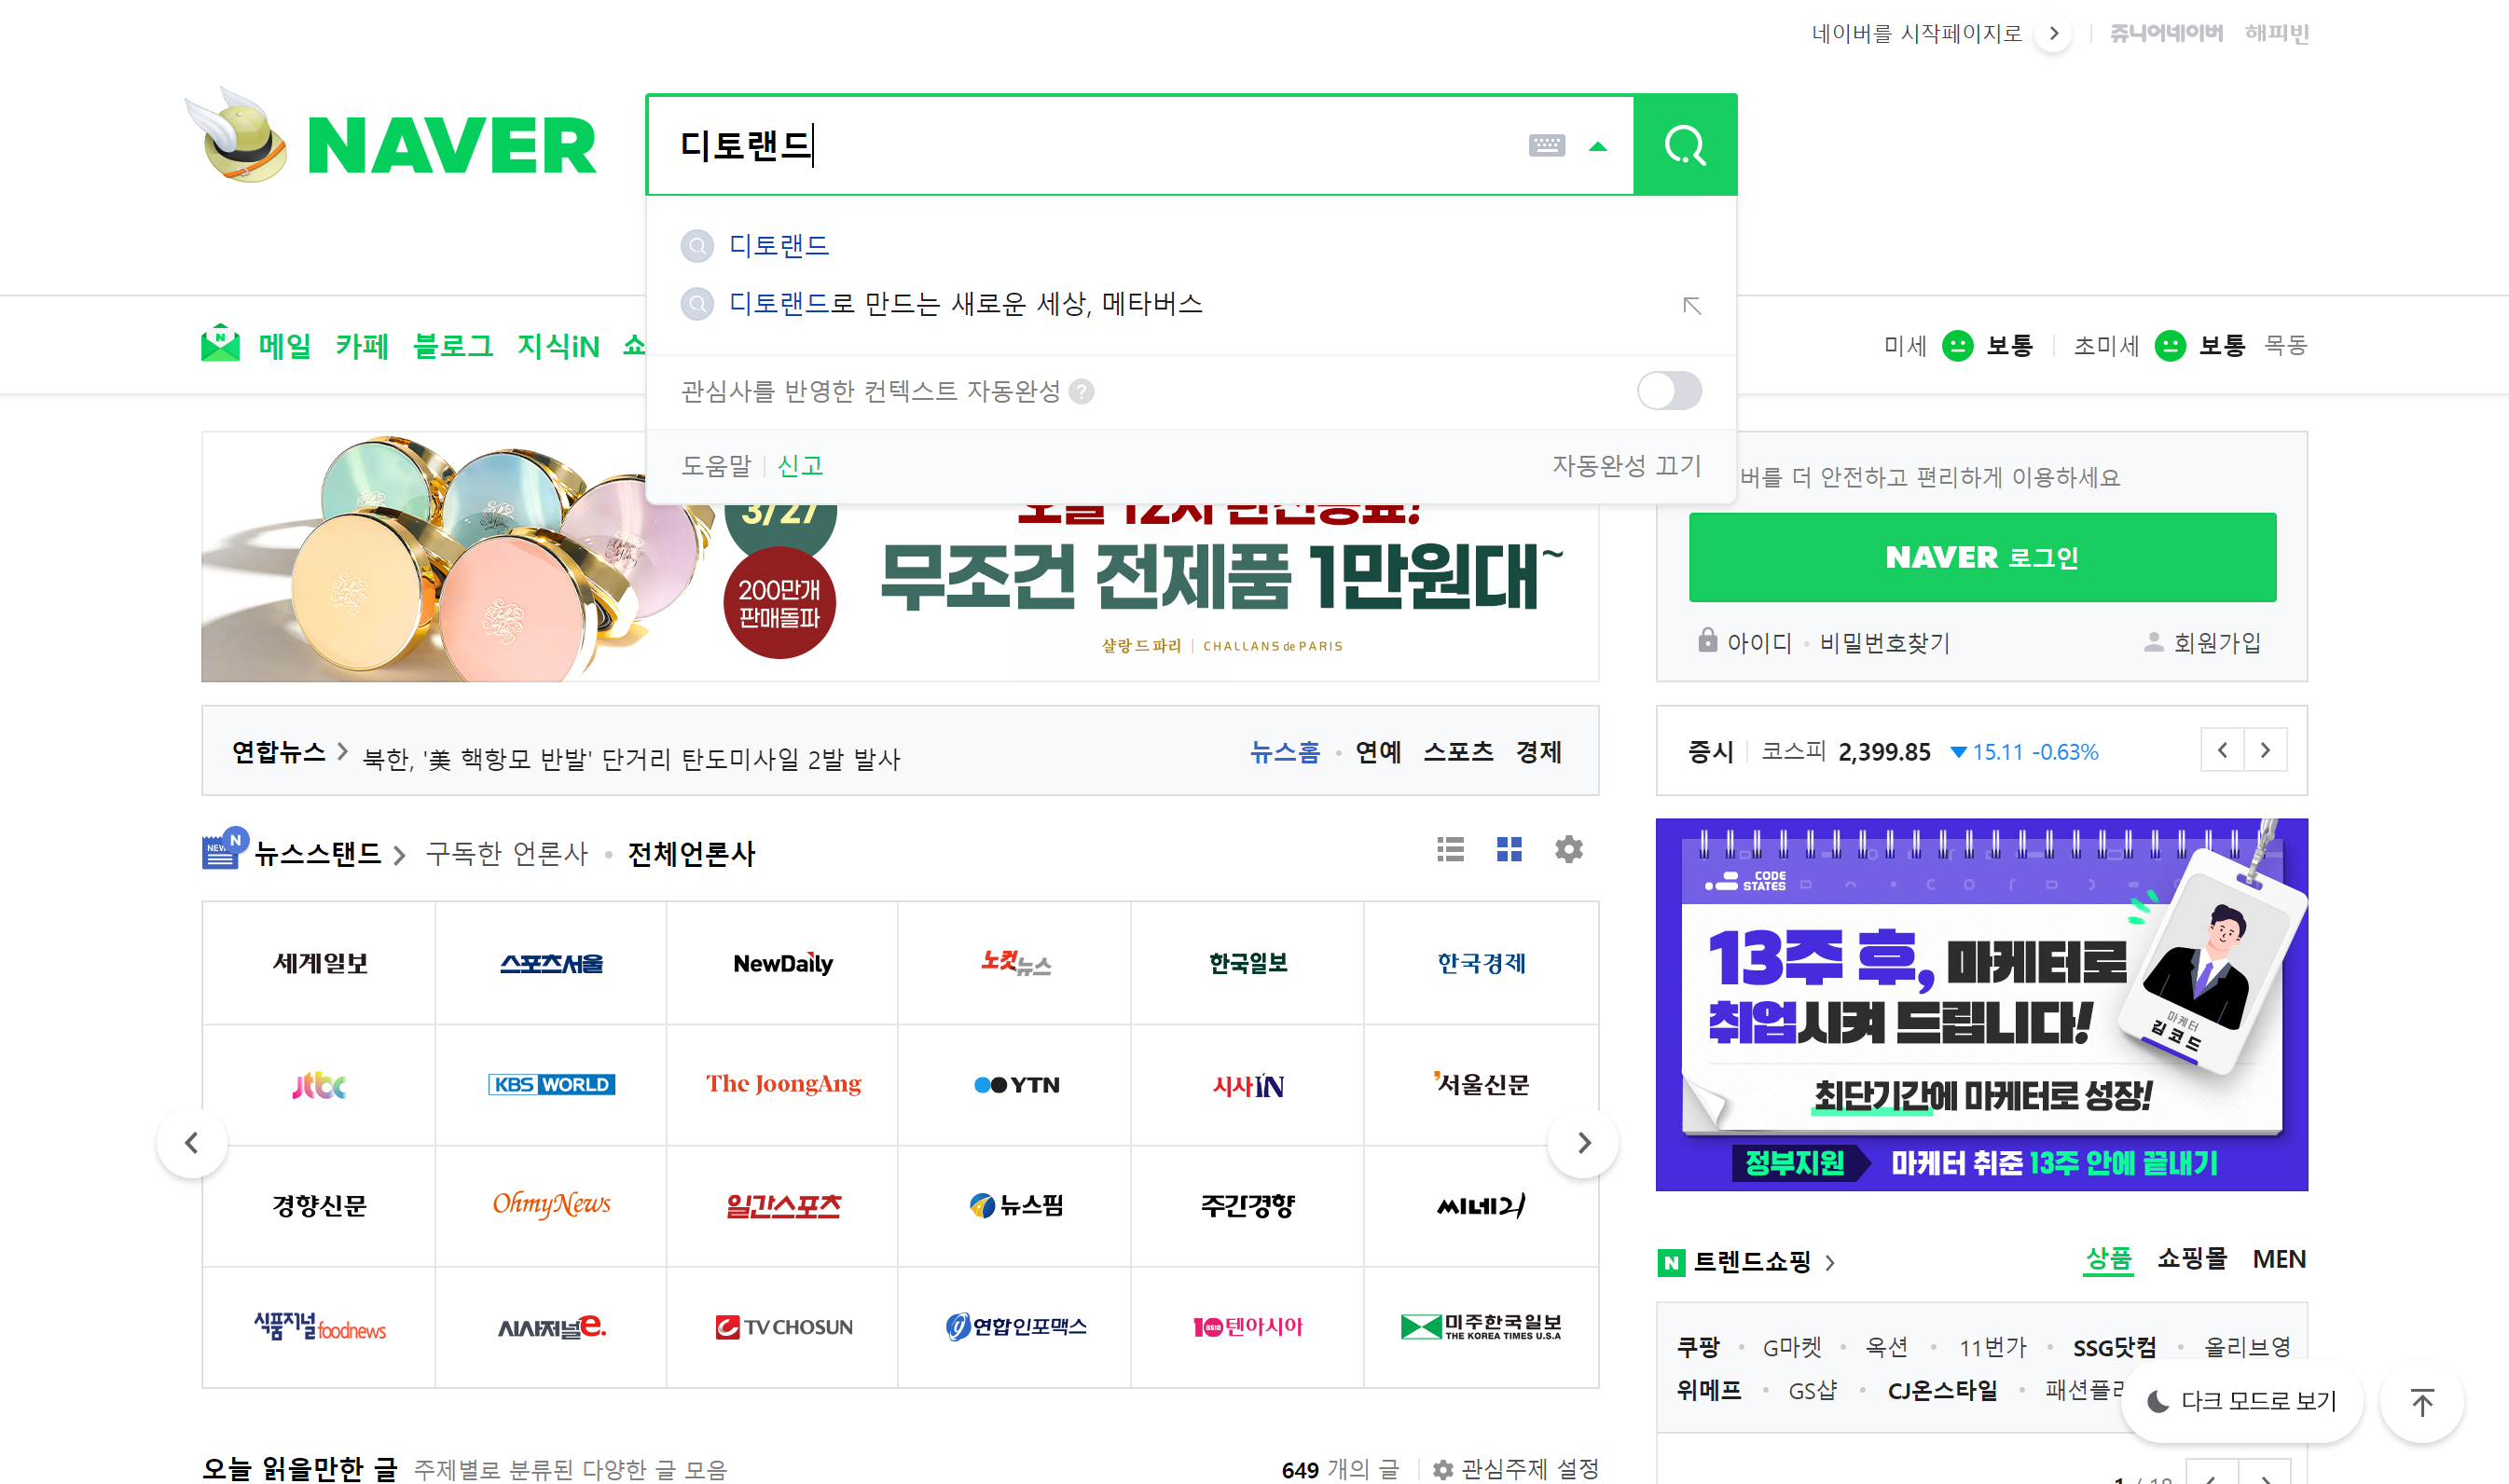 네이버를 시작페이지로
쥬니어네이버 해피빈
NAVER
디토랜드
디토랜드
디토랜드로 만드는 새로운 세상, 메타버스
관심사를 반영한 컨텍스트 자동완성 ?
도움말 신고 자동완성 끄기
메일 카페 블로그 지식iN
미세 보통 초미세 보통 목동
3/27
200만개
판매돌파
무조건 전제품 1만원대~
샬랑 드 파리 | CHALLANS de PARIS
버를 더 안전하고 편리하게 이용하세요
NAVER 로그인
아이디 · 비밀번호찾기 회원가입
연합뉴스 > 북한, '美 핵항모 반발' 단거리 탄도미사일 2발 발사
뉴스홈 · 연예 스포츠 경제
증시 코스피 2,399.85 ▼ 15.11 -0.63%
NEW N 뉴스스탠드 > 구독한 언론사 · 전체언론사
세계일보 스포츠서울 NewDaily 노컷뉴스 한국일보 한국경제
jtbc KBS WORLD The JoongAng YTN 시사IN 서울신문
경향신문 OhmyNews 일간스포츠 뉴스핌 주간경향 씨네21
식품저널 foodnews 시사저널e. TV CHOSUN 연합인포맥스 10asia 텐아시아 미주한국일보
THE KOREA TIMES U.S.A
CODE
STATES
13주 후, 마케터로
취업시켜 드립니다!
마케터
김코드
최단기간에 마케터로 성장!
정부지원 마케터 취준 13주 안에 끝내기
N 트렌드쇼핑 > 상품 쇼핑몰 MEN
쿠팡 · G마켓 · 옥션 · 11번가 · SSG닷컴 · 올리브영
위메프 · GS샵 · CJ온스타일 · 패션플러
다크 모드로 보기
오늘 읽을만한 글 주제별로 분류된 다양한 글 모음
649 개의 글 관심주제 설정